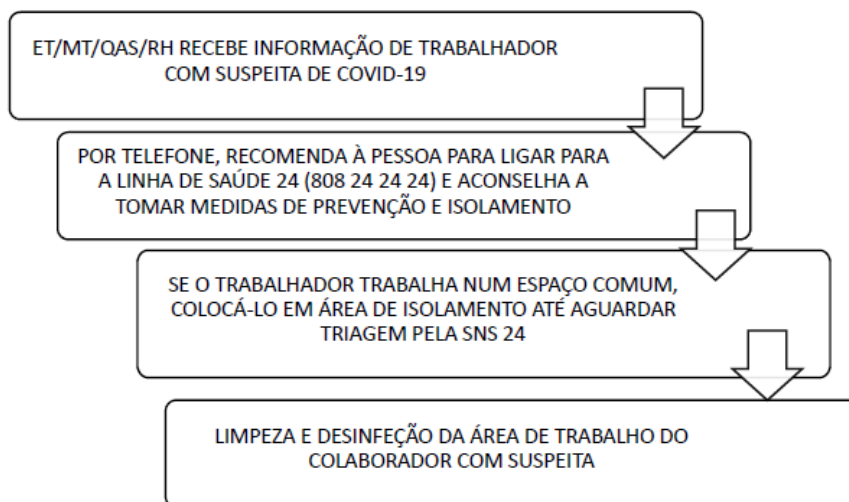 ET/MT/QAS/RH RECEBE INFORMAÇÃO DE TRABALHADOR
COM SUSPEITA DE COVID-19
POR TELEFONE, RECOMENDA À PESSOA PARA LIGAR PARA
A LINHA DE SAÚDE 24 (808 24 24 24) E ACONSELHA A
TOMAR MEDIDAS DE PREVENÇÃO E ISOLAMENTO
SE O TRABALHADOR TRABALHA NUM ESPAÇO COMUM,
COLOCÁ-LO EM ÁREA DE ISOLAMENTO ATÉ AGUARDAR
TRIAGEM PELA SNS 24
LIMPEZA E DESINFEÇÃO DA ÁREA DE TRABALHO DO
COLABORADOR COM SUSPEITA